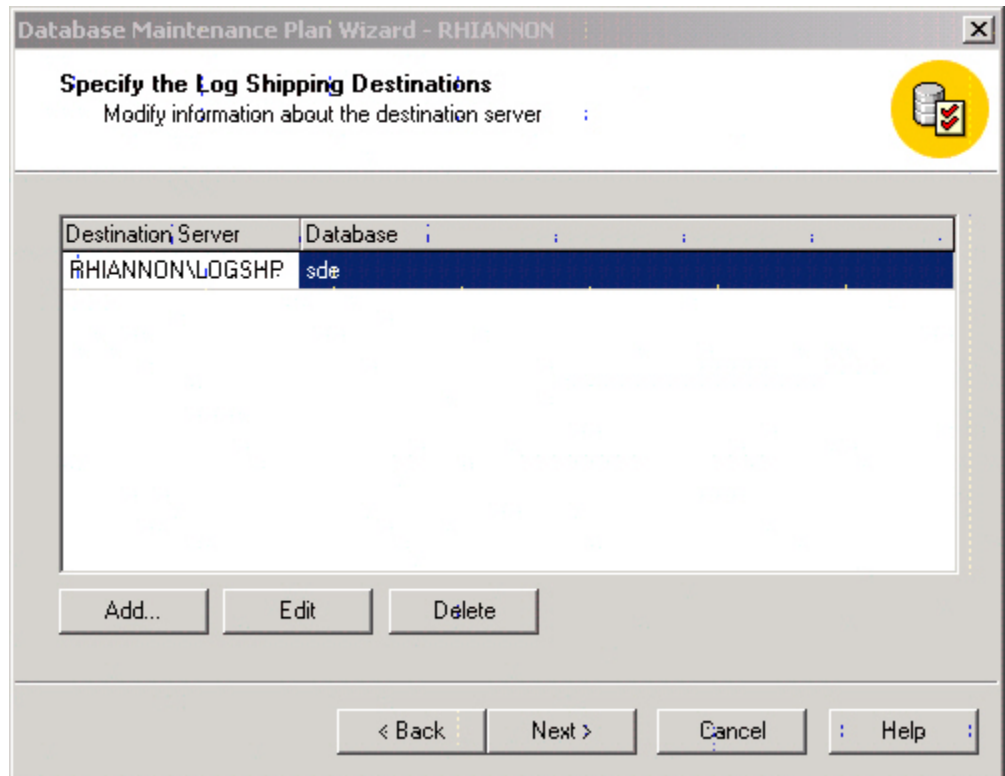 Database Maintenance Plan Wizard - RHIANNON
Specify the Log Shipping Destinations
Modify information about the destination server
Destination Server Database
RHIANNON\LOGSHP sde
Add... Edit Delete
< Back Next > Cancel Help